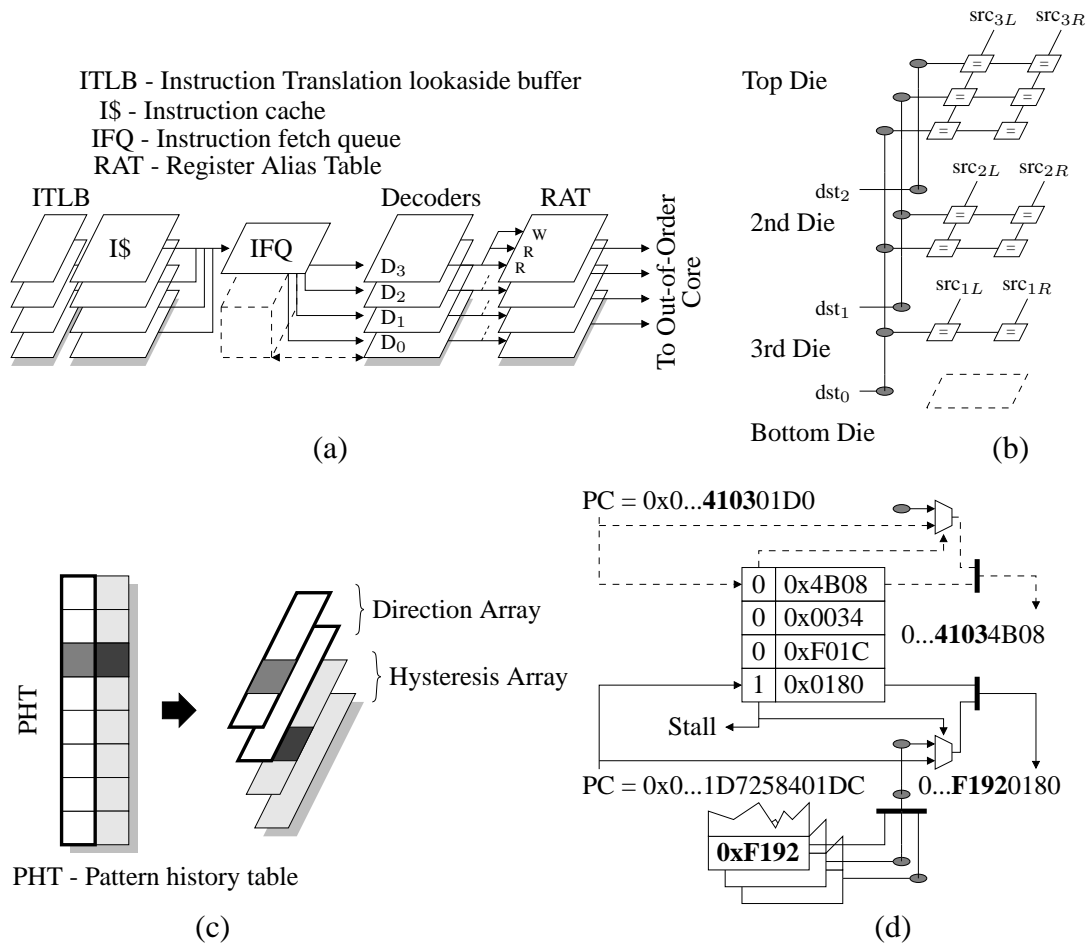 ITLB - Instruction Translation lookaside buffer
I$ - Instruction cache
IFQ - Instruction fetch queue
RAT - Register Alias Table
ITLB
Decoders
RAT
I$
IFQ
W
R
R
D3
D2
D1
D0
To Out-of-Order
Core
(a)
src3L src3R
Top Die
= =
= =
= =
src2L src2R
dst2
2nd Die
= =
= =
src1L src1R
dst1
= =
3rd Die
dst0
Bottom Die
(b)
PHT
Direction Array
Hysteresis Array
PHT - Pattern history table
(c)
PC = 0x0...410301D0
0 0x4B08
0 0x0034
0 0xF01C
1 0x0180
0...41034B08
Stall
PC = 0x0...1D7258401DC
0...F1920180
0xF192
(d)